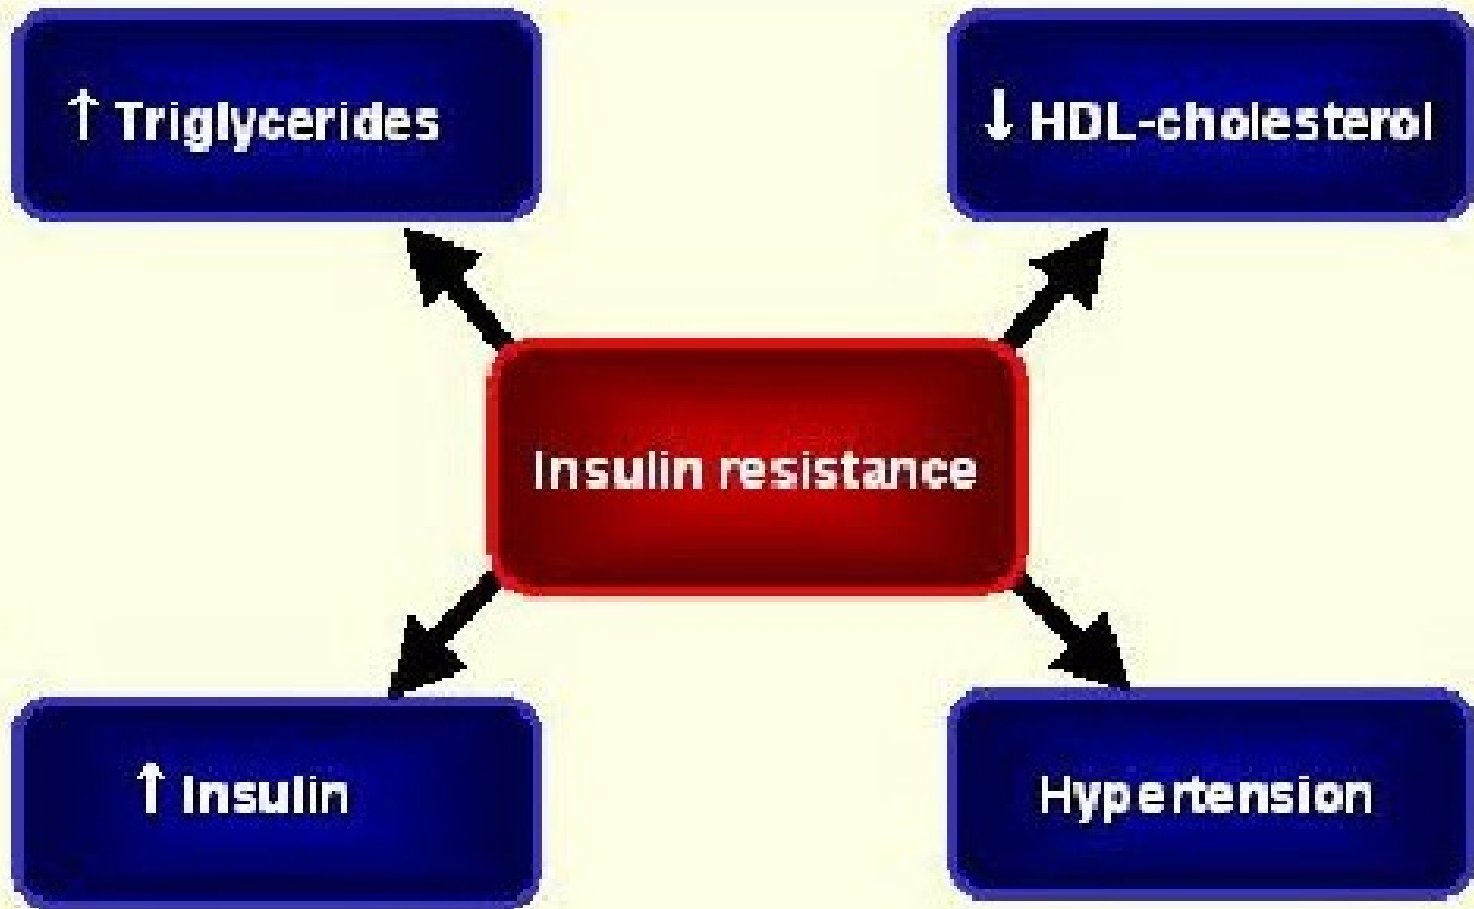 ↑ Triglycerides
↓ HDL-cholesterol
Insulin resistance
↑ Insulin
Hypertension